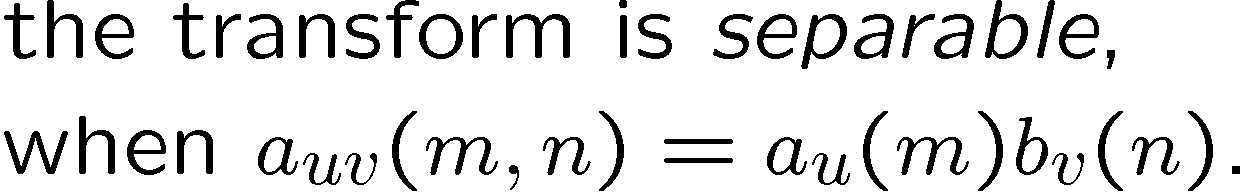 the transform is separable,
when a_{uv}(m, n) = a_u(m)b_v(n).